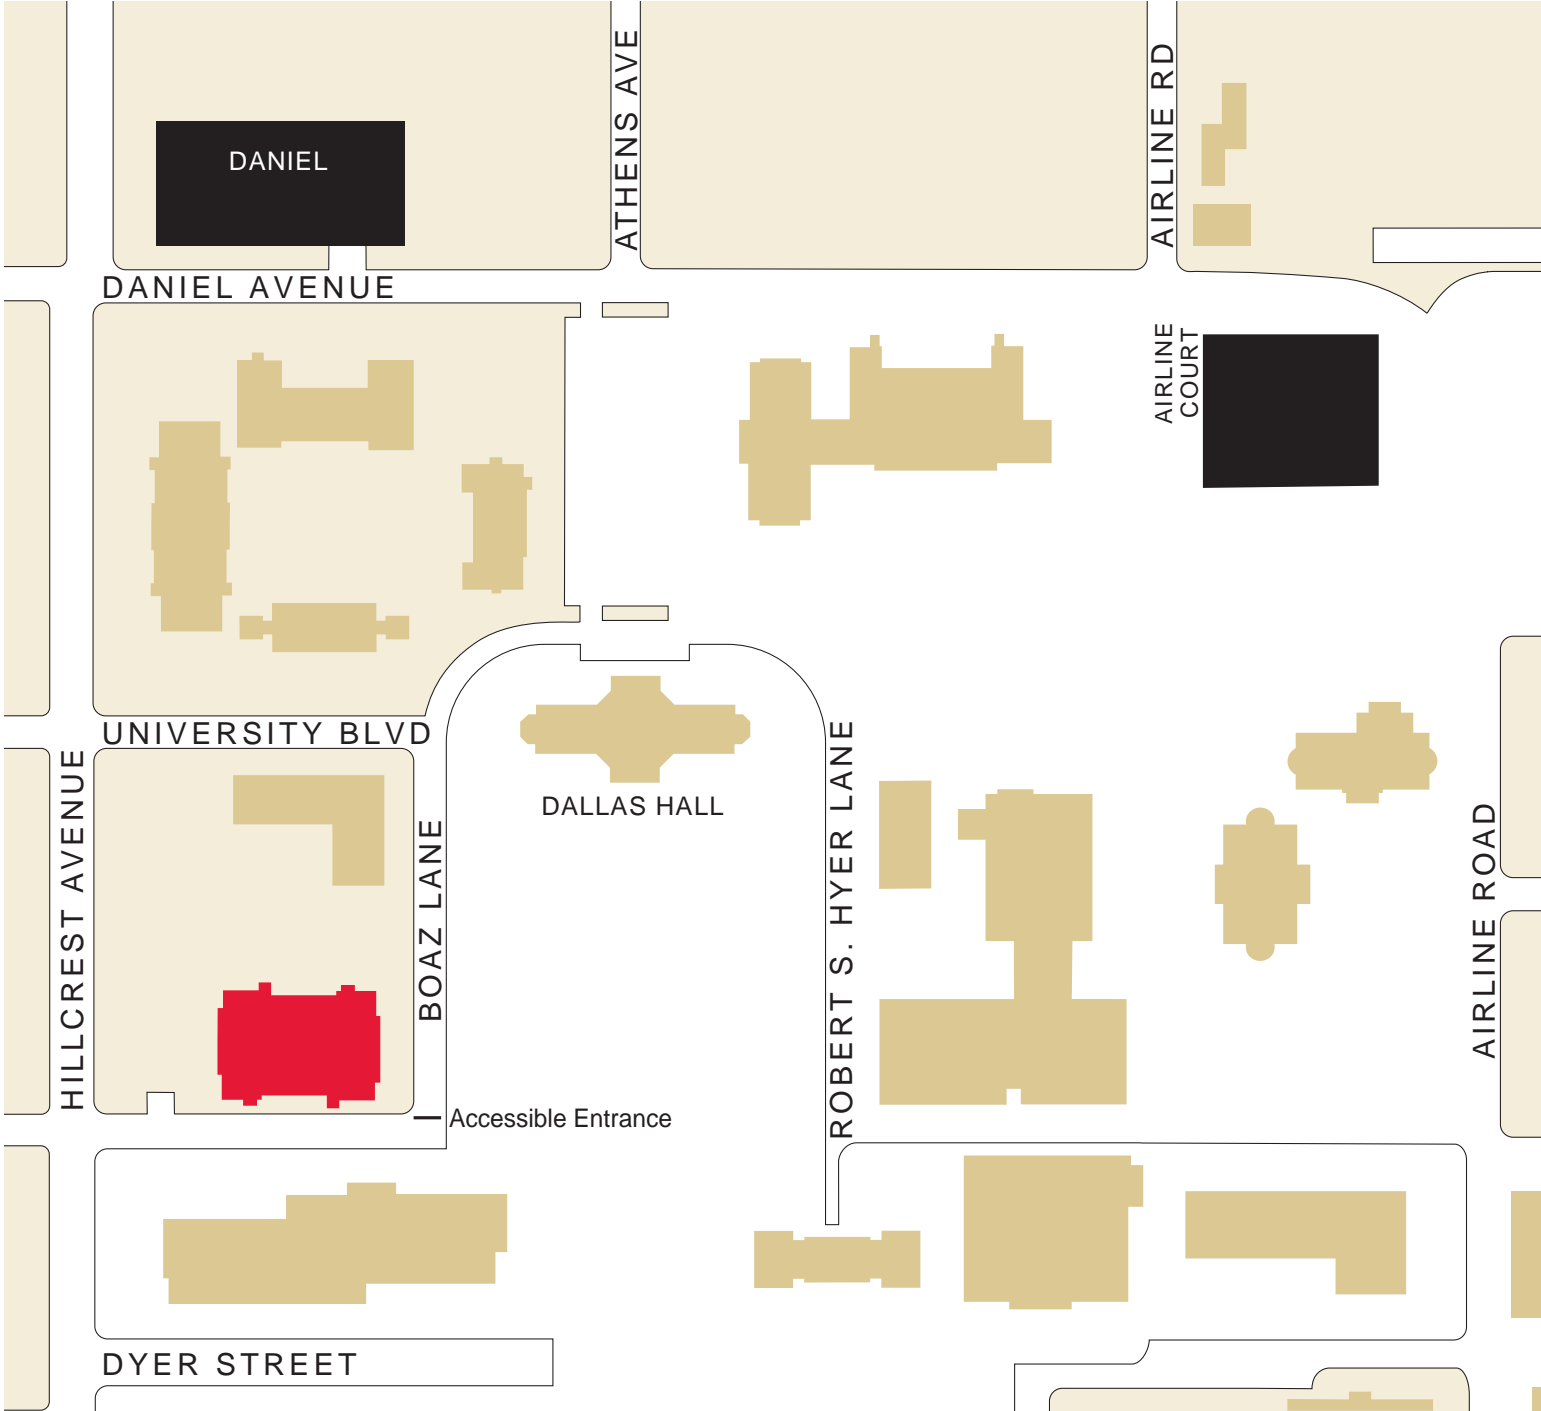 ATHENS AVE
AIRLINE RD
DANIEL
DANIEL AVENUE
AIRLINE
COURT
UNIVERSITY BLVD
HILLCREST AVENUE
BOAZ LANE
DALLAS HALL
ROBERT S. HYER LANE
AIRLINE ROAD
Accessible Entrance
DYER STREET